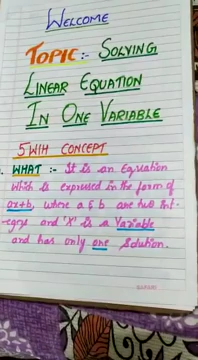 WELCOME
TOPIC:- SOLVING
LINEAR EQUATION
IN ONE VARIABLE
5W1H CONCEPT
WHAT :- It is an Equation
which is expressed in the form of
ax+b, where a & b are two int-
egers and 'X' is a Variable
and has only one Solution.